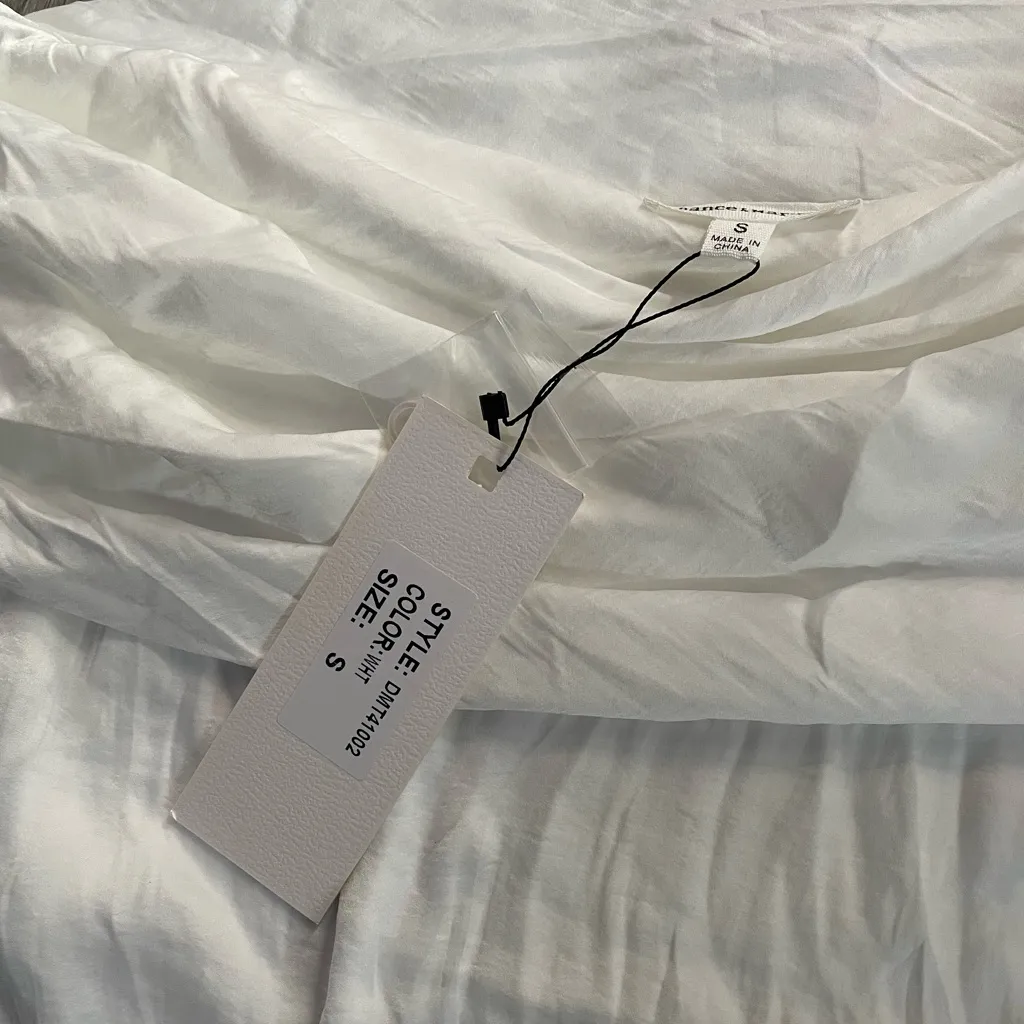 S
MADE IN
CHINA
STYLE: DMT41002
COLOR: WHT
SIZE: S